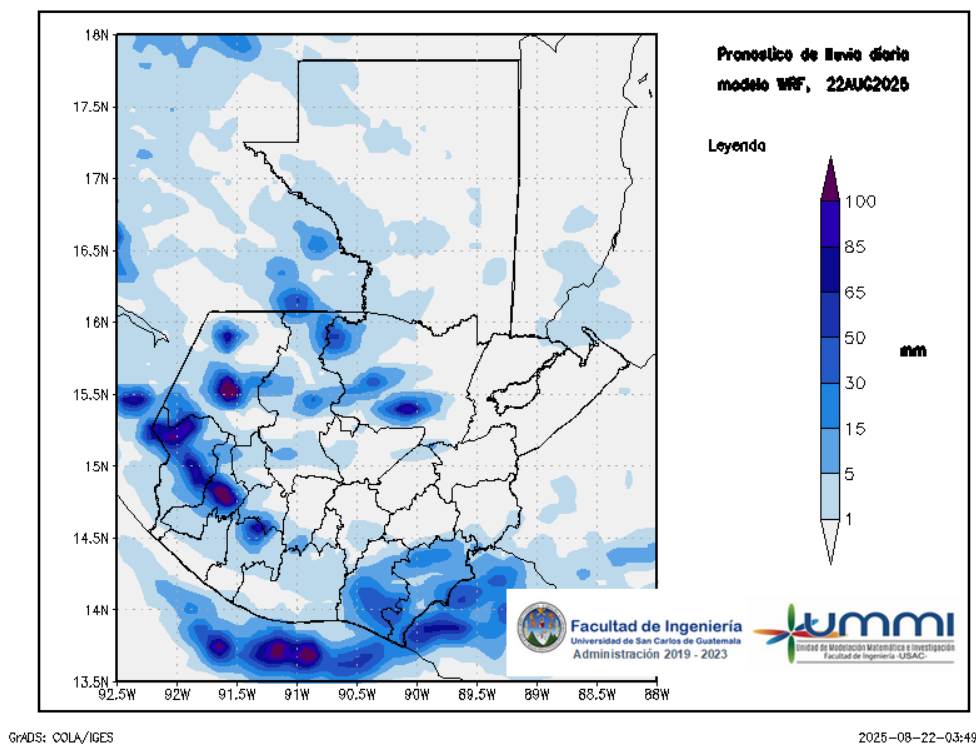 Pronostico de lluvia diaria
modelo WRF, 22AUG2025
Leyenda
100
85
65
50
30
15
5
1
mm
18N
17.5N
17N
16.5N
16N
15.5N
15N
14.5N
14N
13.5N
92.5W
92W
91.5W
91W
90.5W
90W
89.5W
89W
88.5W
88W
Facultad de Ingeniería
Universidad de San Carlos de Guatemala
Administración 2019 - 2023
UMMI
Unidad de Modelación Matemática e Investigación
Facultad de Ingeniería -USAC-
GrADS: COLA/IGES
2025-08-22-03:49